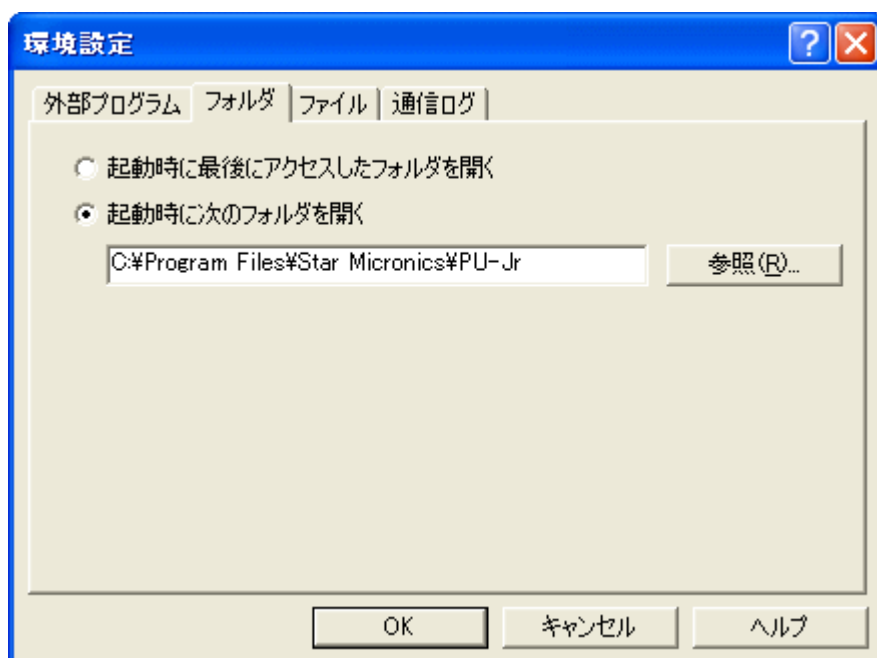 環境設定
外部プログラム フォルダ ファイル 通信ログ
起動時に最後にアクセスしたフォルダを開く
起動時に次のフォルダを開く
C:¥Program Files¥Star Micronics¥PU-Jr 参照(R)...
OK キャンセル ヘルプ